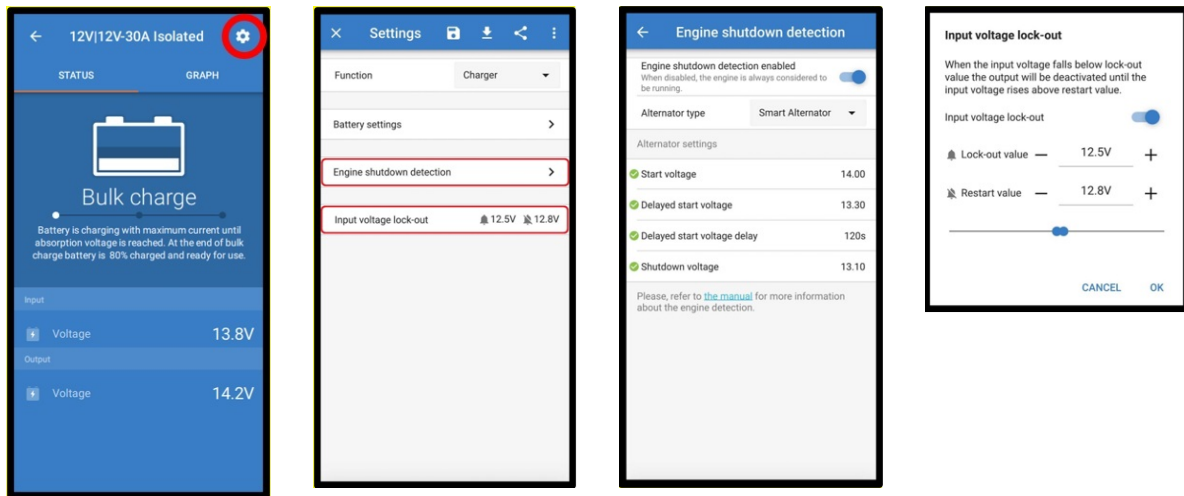 12V|12V-30A Isolated
STATUS GRAPH
Bulk charge
Battery is charging with maximum current until
absorption voltage is reached. At the end of bulk
charge battery is 80% charged and ready for use.
Input
Voltage 13.8V
Output
Voltage 14.2V
Settings
Function Charger
Battery settings
Engine shutdown detection
Input voltage lock-out 12.5V 12.8V
Engine shutdown detection
Engine shutdown detection enabled
When disabled, the engine is always considered to
be running.
Alternator type Smart Alternator
Alternator settings
Start voltage 14.00
Delayed start voltage 13.30
Delayed start voltage delay 120s
Shutdown voltage 13.10
Please, refer to the manual for more information
about the engine detection.
Input voltage lock-out
When the input voltage falls below lock-out
value the output will be deactivated until the
input voltage rises above restart value.
Input voltage lock-out
Lock-out value — 12.5V +
Restart value — 12.8V +
CANCEL OK